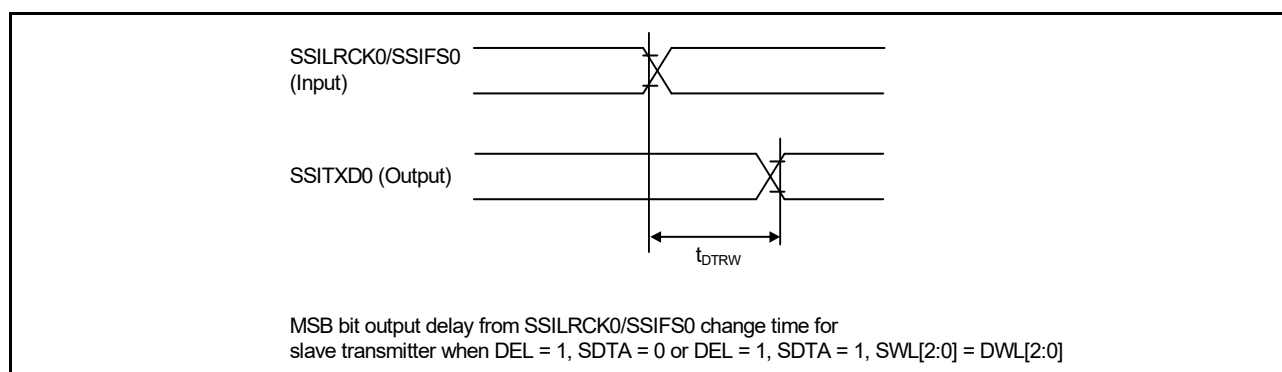 SSILRCK0/SSIFS0
(Input)
SSITXD0 (Output)
tDTRW
MSB bit output delay from SSILRCK0/SSIFS0 change time for
slave transmitter when DEL = 1, SDTA = 0 or DEL = 1, SDTA = 1, SWL[2:0] = DWL[2:0]